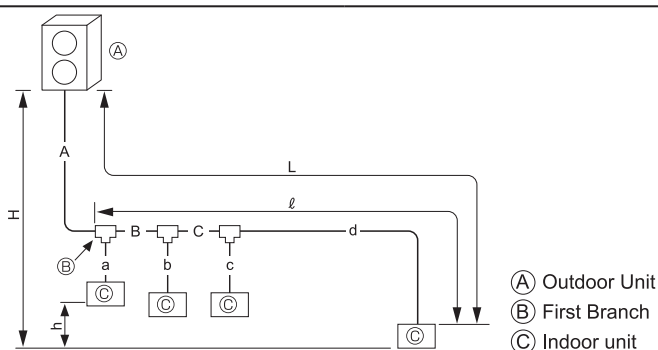 Ⓐ
A
L
H
ℓ
B
C
d
Ⓑ
a
b
c
Ⓒ
Ⓒ
Ⓒ
h
Ⓒ
Ⓐ Outdoor Unit
Ⓑ First Branch
Ⓒ Indoor unit